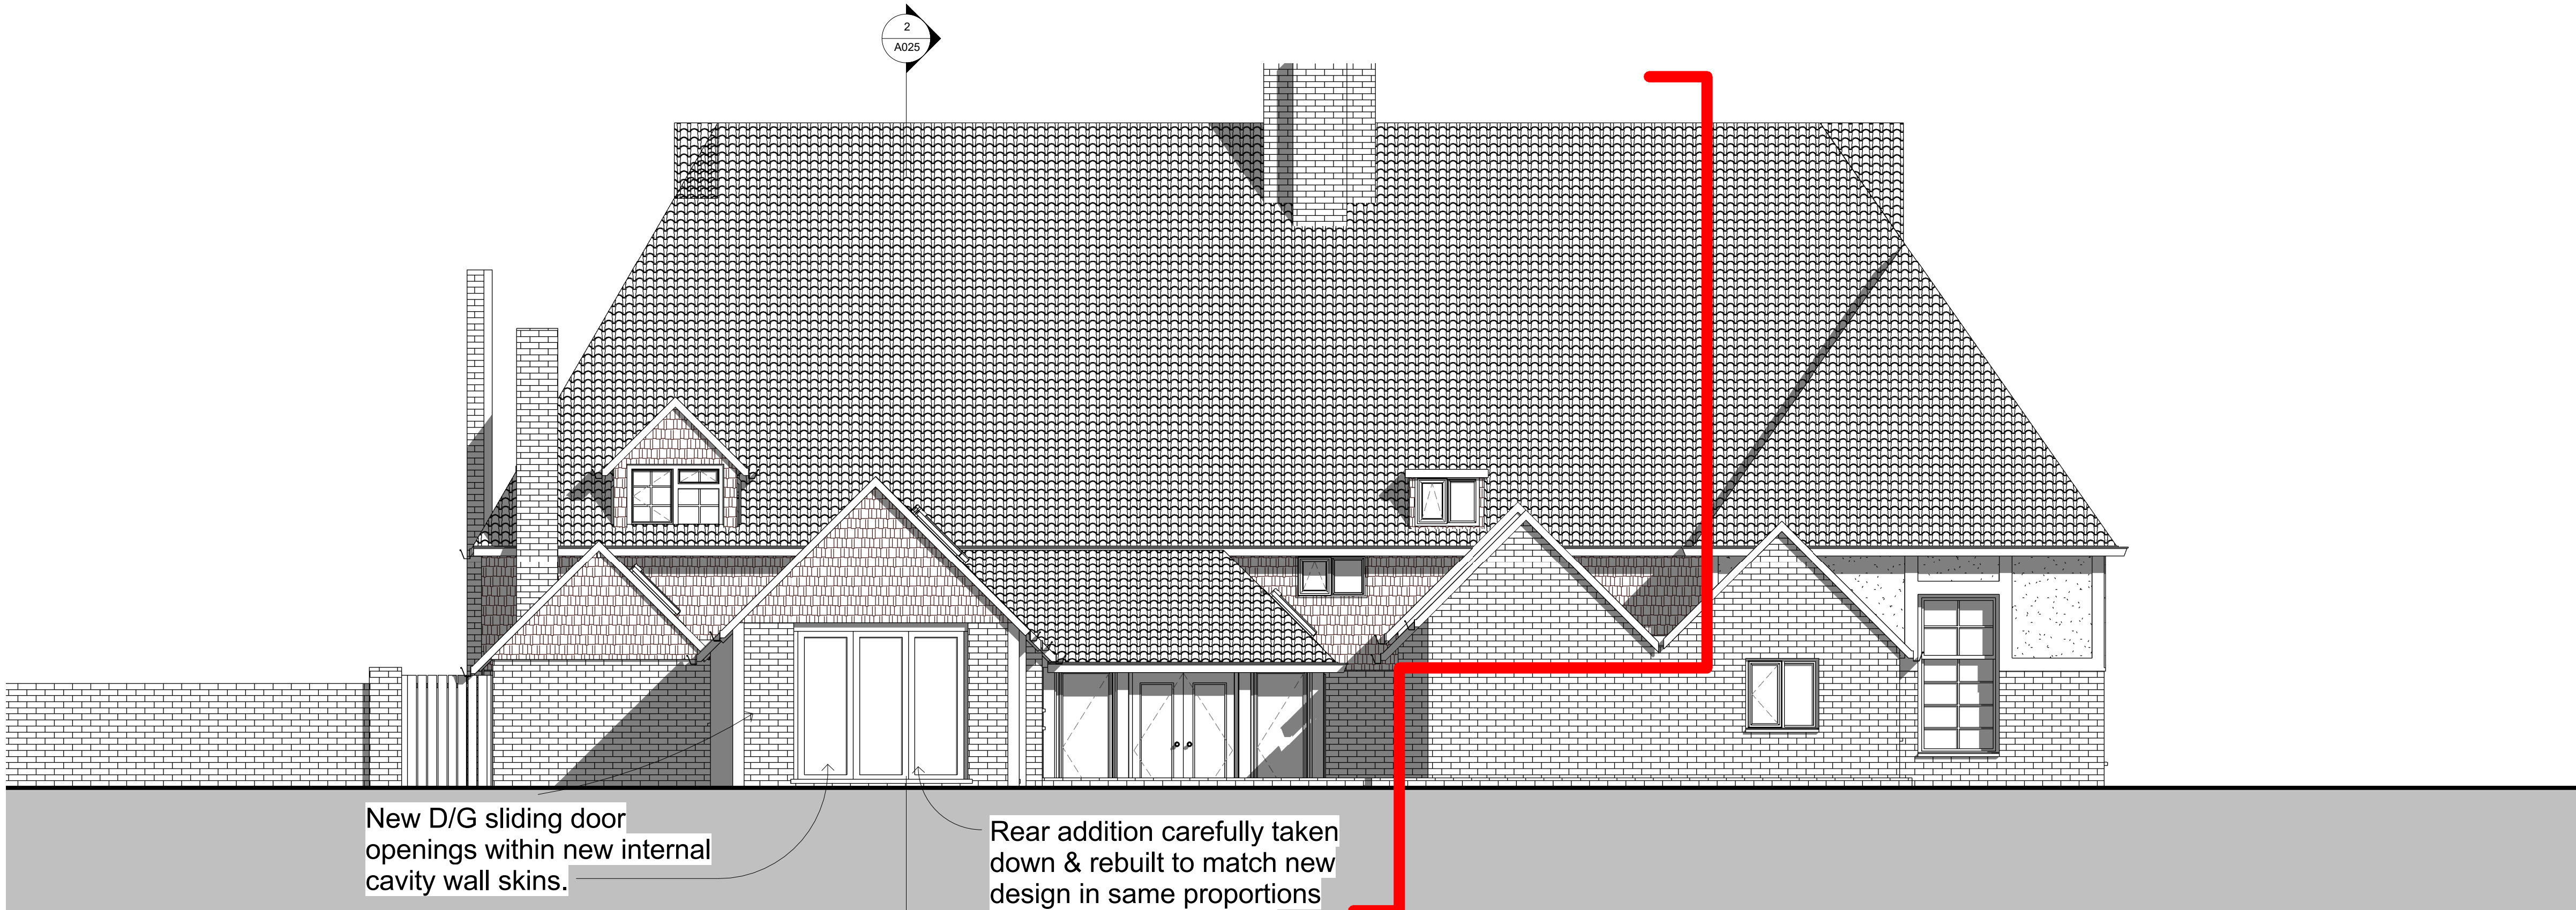 2
A025
New D/G sliding door
openings within new internal
cavity wall skins.
Rear addition carefully taken
down & rebuilt to match new
design in same proportions